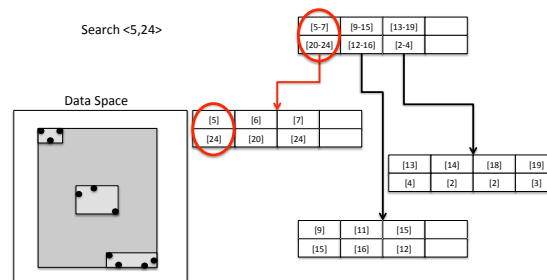 Search <5,24>
[5-7] [9-15] [13-19]
[20-24] [12-16] [2-4]
Data Space
[5] [6] [7]
[24] [20] [24]
[13] [14] [18] [19]
[4] [2] [2] [3]
[9] [11] [15]
[15] [16] [12]